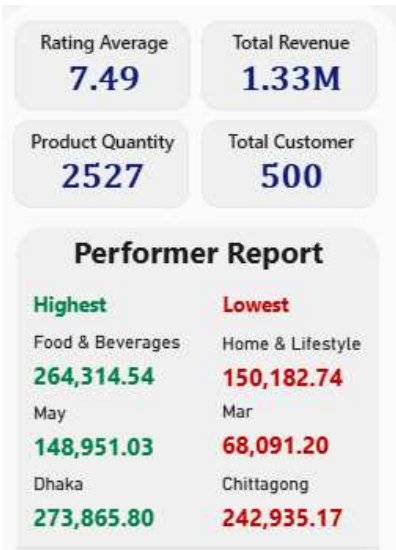 Rating Average
7.49
Total Revenue
1.33M
Product Quantity
2527
Total Customer
500
Performer Report
Highest
Lowest
Food & Beverages
Home & Lifestyle
264,314.54
150,182.74
May
Mar
148,951.03
68,091.20
Dhaka
Chittagong
273,865.80
242,935.17